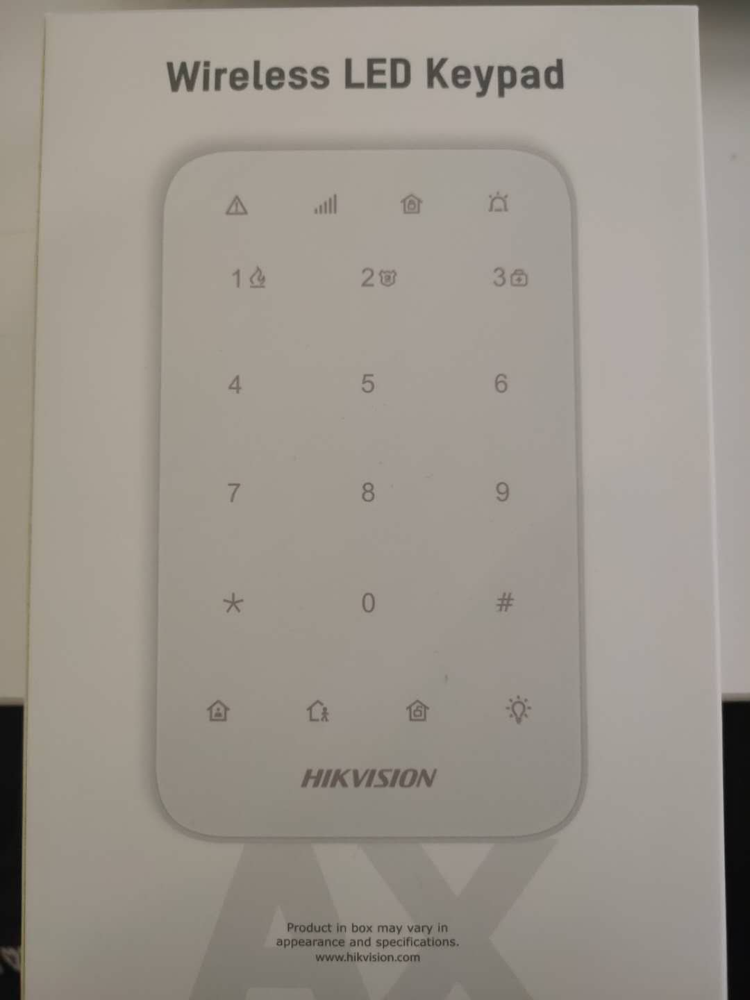 Wireless LED Keypad
1 2 3
4 5 6
7 8 9
* 0 #
HIKVISION
AX
Product in box may vary in
appearance and specifications.
www.hikvision.com